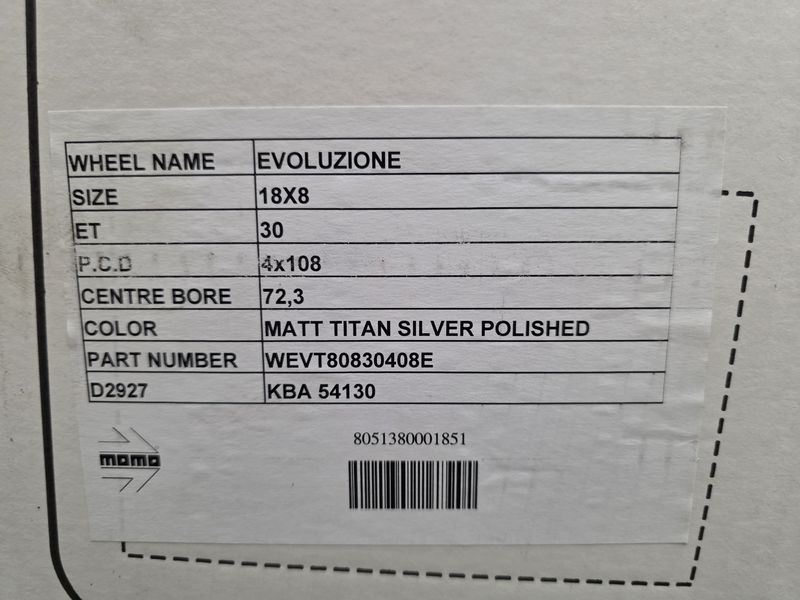 WHEEL NAME EVOLUZIONE
SIZE 18X8
ET 30
P.C.D 4x108
CENTRE BORE 72,3
COLOR MATT TITAN SILVER POLISHED
PART NUMBER WEVT80830408E
D2927 KBA 54130
8051380001851
momo